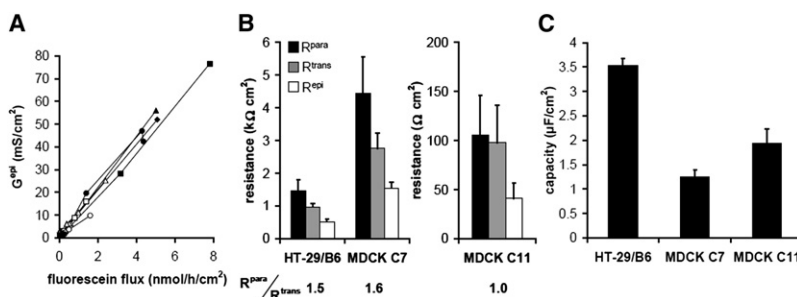 A
G^epi (mS/cm²)
80
70
60
50
40
30
20
10
0
0 2 4 6 8
fluorescein flux (nmol/h/cm²)
B
resistance (kΩ cm²)
6
5
4
3
2
1
0
R^para
R^trans
R^epi
HT-29/B6 MDCK C7
resistance (Ω cm²)
200
150
100
50
0
MDCK C11
R^para/R^trans 1.5 1.6 1.0
C
capacity (µF/cm²)
4
3.5
3
2.5
2
1.5
1
0.5
0
HT-29/B6 MDCK C7 MDCK C11